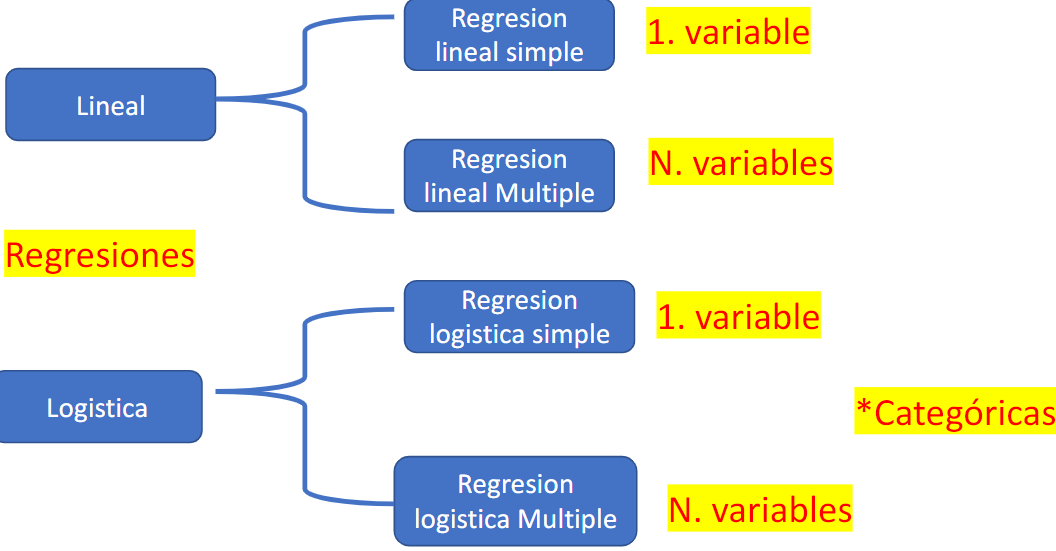 Regresion
lineal simple
1. variable
Lineal
Regresion
lineal Multiple
N. variables
Regresiones
Regresion
logistica simple
1. variable
Logistica
*Categóricas
Regresion
logistica Multiple
N. variables